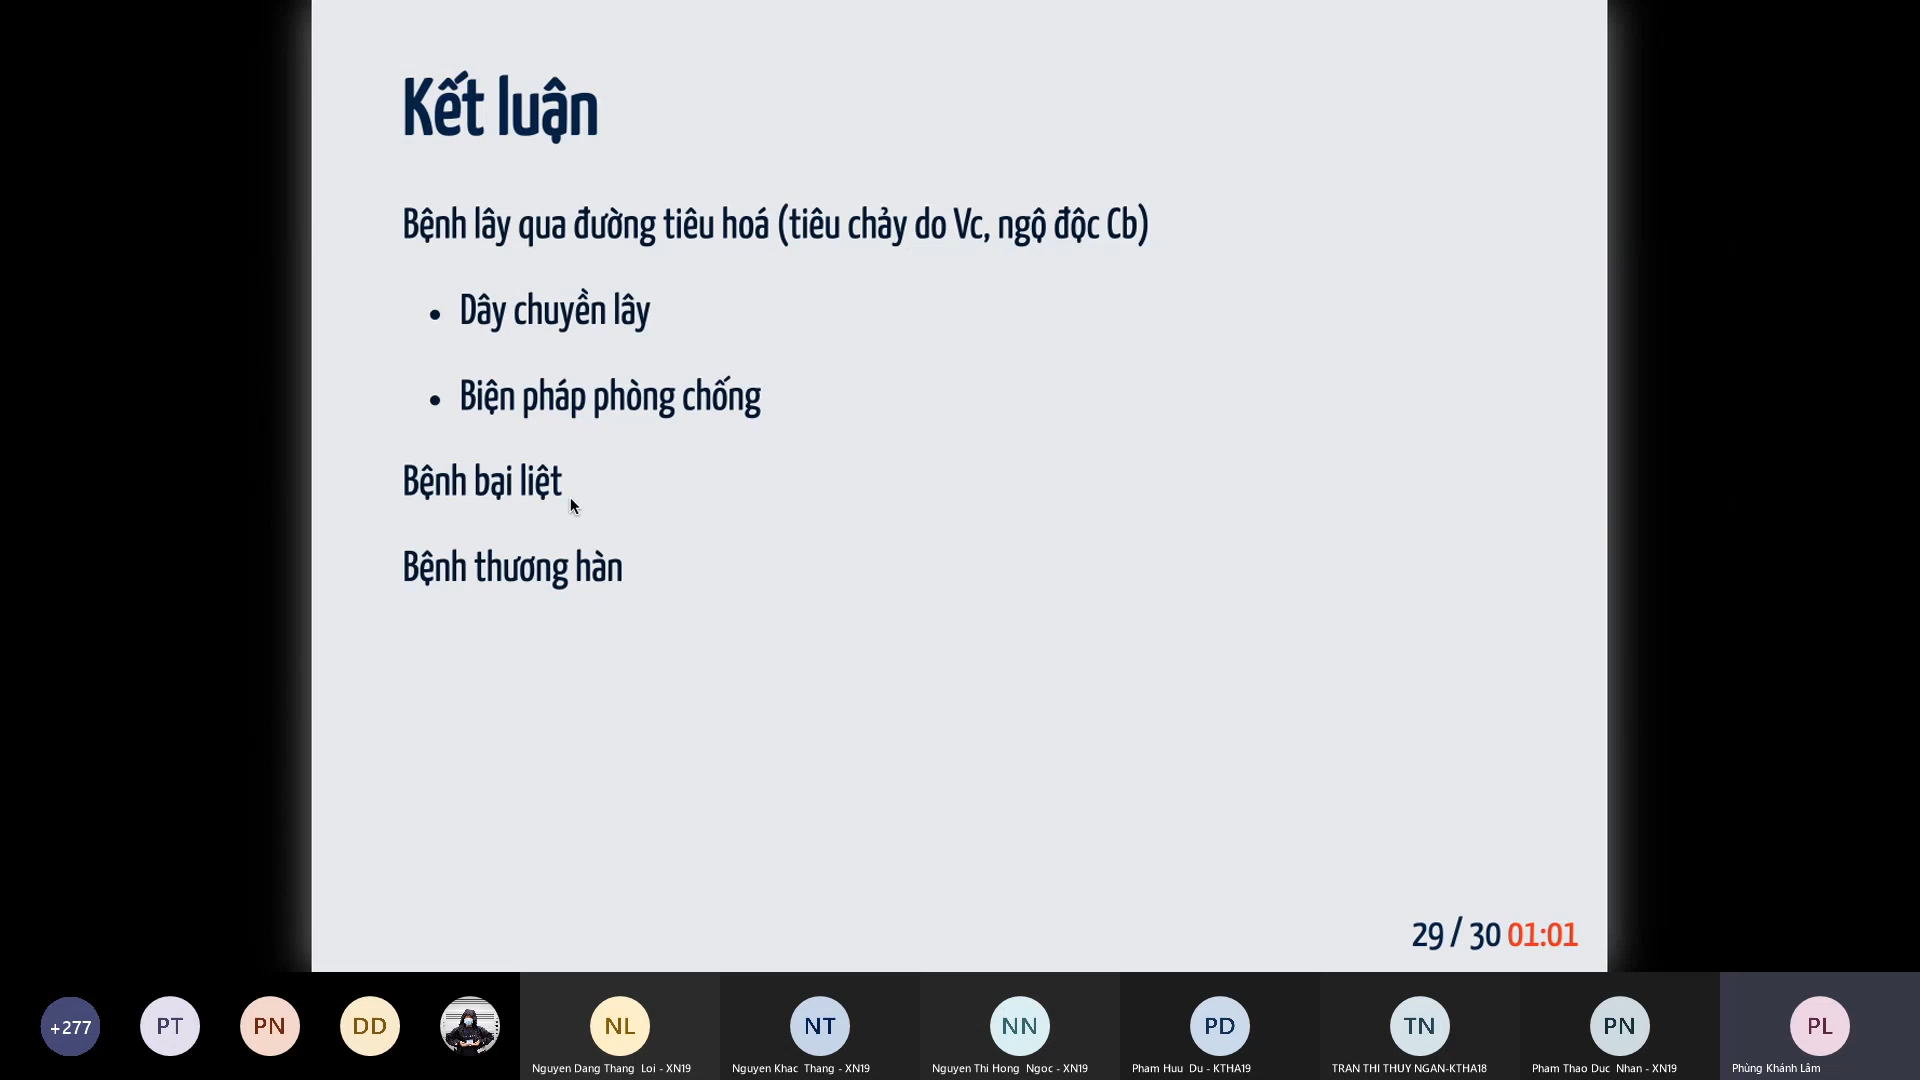 Kết luận
Bệnh lây qua đường tiêu hoá (tiêu chảy do Vc, ngộ độc Cb)
• Dây chuyền lây
• Biện pháp phòng chống
Bệnh bại liệt
Bệnh thương hàn
29 / 30 01:01
+277
PT
PN
DD
NL
NT
NN
PD
TN
PN
PL
Nguyen Dang Thang Loi - XN19
Nguyen Khac Thang - XN19
Nguyen Thi Hong Ngoc - XN19
Pham Huu Du - KTHA19
TRAN THI THUY NGAN-KTHA18
Pham Thao Duc Nhan - XN19
Phùng Khánh Lâm